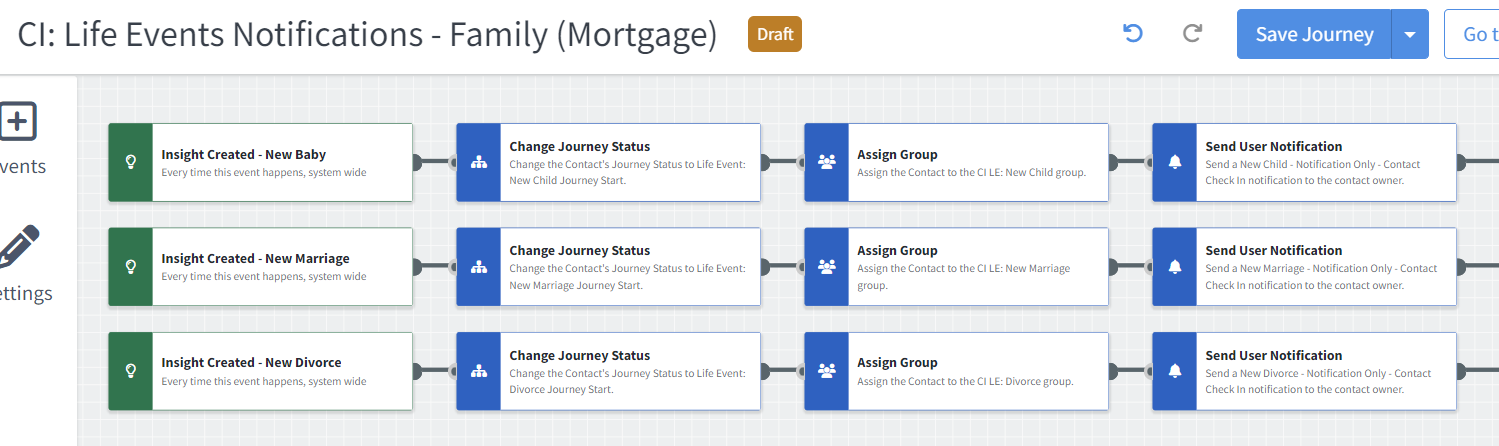 CI: Life Events Notifications - Family (Mortgage)
Draft
Save Journey
Go t
vents
ettings
Insight Created - New Baby
Every time this event happens, system wide
Change Journey Status
Change the Contact's Journey Status to Life Event:
New Child Journey Start.
Assign Group
Assign the Contact to the CI LE: New Child group.
Send User Notification
Send a New Child - Notification Only - Contact
Check In notification to the contact owner.
Insight Created - New Marriage
Every time this event happens, system wide
Change Journey Status
Change the Contact's Journey Status to Life Event:
New Marriage Journey Start.
Assign Group
Assign the Contact to the CI LE: New Marriage
group.
Send User Notification
Send a New Marriage - Notification Only - Contact
Check In notification to the contact owner.
Insight Created - New Divorce
Every time this event happens, system wide
Change Journey Status
Change the Contact's Journey Status to Life Event:
Divorce Journey Start.
Assign Group
Assign the Contact to the CI LE: Divorce group.
Send User Notification
Send a New Divorce - Notification Only - Contact
Check In notification to the contact owner.